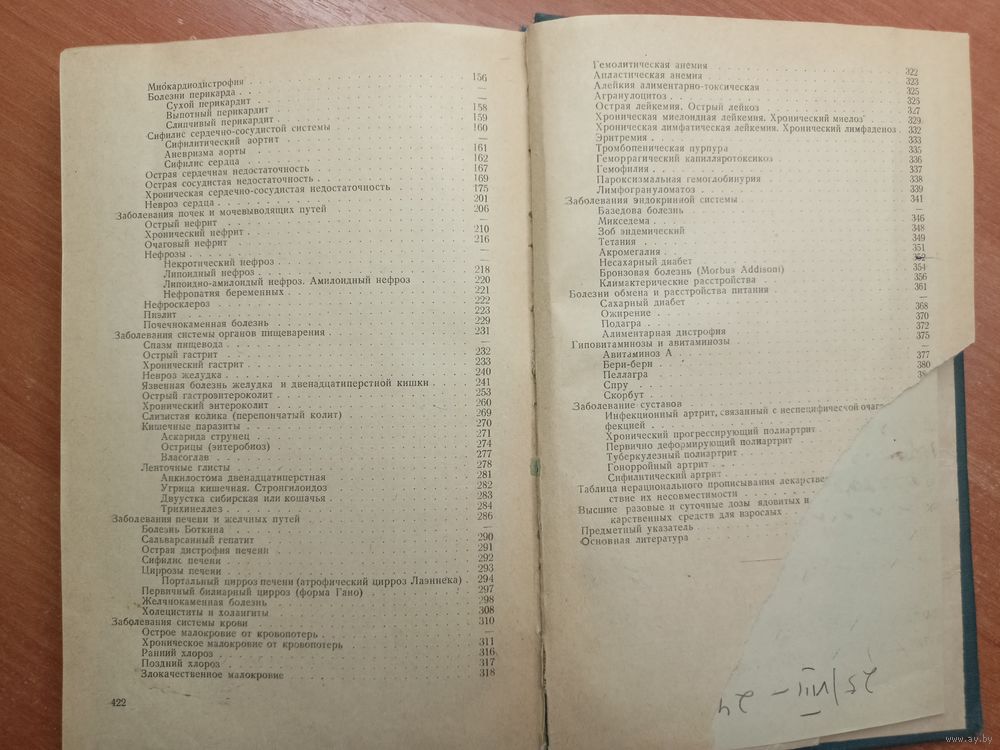 Миокардиодистрофия 156
Болезни перикарда —
Сухой перикардит —
Выпотный перикардит 158
Слипчивый перикардит 159
Сифилис сердечно-сосудистой системы 160
Сифилитический аортит —
Аневризма аорты 161
Сифилис сердца 162
Острая сердечная недостаточность 167
Острая сосудистая недостаточность 169
Хроническая сердечно-сосудистая недостаточность 175
Невроз сердца 201
Заболевания почек и мочевыводящих путей 206
Острый нефрит —
Хронический нефрит 210
Очаговый нефрит 216
Нефрозы —
Некротический нефроз —
Липоидный нефроз 218
Липоидно-амилоидый нефроз. Амилоидный нефроз 220
Нефропатия беременных 221
Нефросклероз 222
Пиэлит 223
Почечнокаменная болезнь 229
Заболевания системы органов пищеварения 231
Спазм пищевода —
Острый гастрит 232
Хронический гастрит 233
Невроз желудка 240
Язвенная болезнь желудка и двенадцатиперстной кишки 241
Острый гастроэнтероколит 253
Хронический энтероколит 260
Слизистая колика (перепончатый колит) 269
Кишечные паразиты 270
Аскарида струнец 271
Острицы (энтеробиоз) 274
Власоглав 277
Ленточные глисты 278
Анкилостома двенадцатиперстная 281
Угрица кишечная. Стронгилоидоз 282
Двуустка сибирская или кошачья 283
Трихинеллез 284
Заболевания печени и желчных путей 286
Болезнь Боткина —
Сальварсанный гепатит 290
Острая дистрофия печени 291
Сифилис печени 292
Циррозы печени 293
Портальный цирроз печени (атрофический цирроз Лаэннека) 294
Первичный билиарный цирроз (форма Гано) 297
Желчнокаменная болезнь 298
Холециститы и холангиты 308
Заболевания системы крови 310
Острое малокровие от кровопотерь —
Хроническое малокровие от кровопотерь 311
Ранний хлороз 316
Поздний хлороз 317
Злокачественное малокровие 318
422
Гемолитическая анемия 322
Апластическая анемия 323
Алейкия алиментарно-токсическая 325
Агранулоцитоз 325
Острая лейкемия. Острый лейкоз 327
Хроническая миелоидная лейкемия. Хронический миелоз 329
Хроническая лимфатическая лейкемия. Хронический лимфаденоз 332
Эритремия 333
Тромбопеническая пурпура 335
Геморрагический капилляротоксикоз 336
Гемофилия 337
Пароксизмальная гемоглобинурия 338
Лимфогрануломатоз 339
Заболевания эндокринной системы 341
Базедова болезнь —
Микседема 346
Зоб эндемический 348
Тетания 349
Акромегалия 351
Несахарный диабет 352
Бронзовая болезнь (Morbus Addisoni) 354
Климактерические расстройства 356
Болезни обмена и расстройства питания 361
Сахарный диабет —
Ожирение 368
Подагра 370
Алиментарная дистрофия 372
Гиповитаминозы и авитаминозы 375
Авитаминоз А —
Бери-бери 377
Пеллагра 380
Спру
Скорбут
Заболевание суставов
Инфекционный артрит, связанный с неспецифической очаг
фекцией
Хронический прогрессирующий полиартрит
Первично деформирующий полиартрит
Туберкулезный полиартрит
Гонорройный артрит
Сифилитический артрит
Таблица нерационального прописывания лекарстве
ствие их несовместимости
Высшие разовые и суточные дозы ядовитых и
карственных средств для взрослых
Предметный указатель
Основная литература
25/VIII - 24
www.ay.by